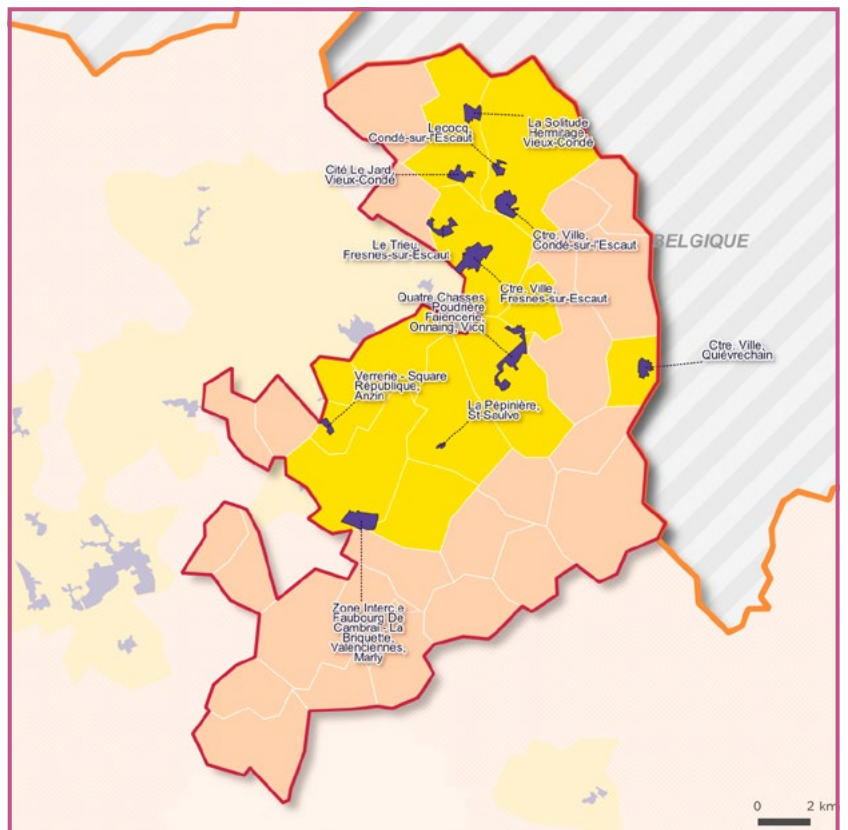 La Solitude
Hermitage,
Vieux-Condé
Lecocq,
Condé-sur-l'Escaut
Cité Le Jard,
Vieux-Condé
Ctre. Ville,
Condé-sur-l'Escaut
BELGIQUE
Le Trieu,
Fresnes-sur-Escaut
Ctre. Ville,
Fresnes-sur-Escaut
Quatre Chasses
Poudrière
Faiencerie,
Onnaing, Vicq
Ctre. Ville,
Quiévrechain
Verrerie - Square
République,
Anzin
La Pépinière,
St-Saulve
Zone Interc.e
Faubourg De
Cambrai - La
Briquette,
Valenciennes,
Marly
0 2 km